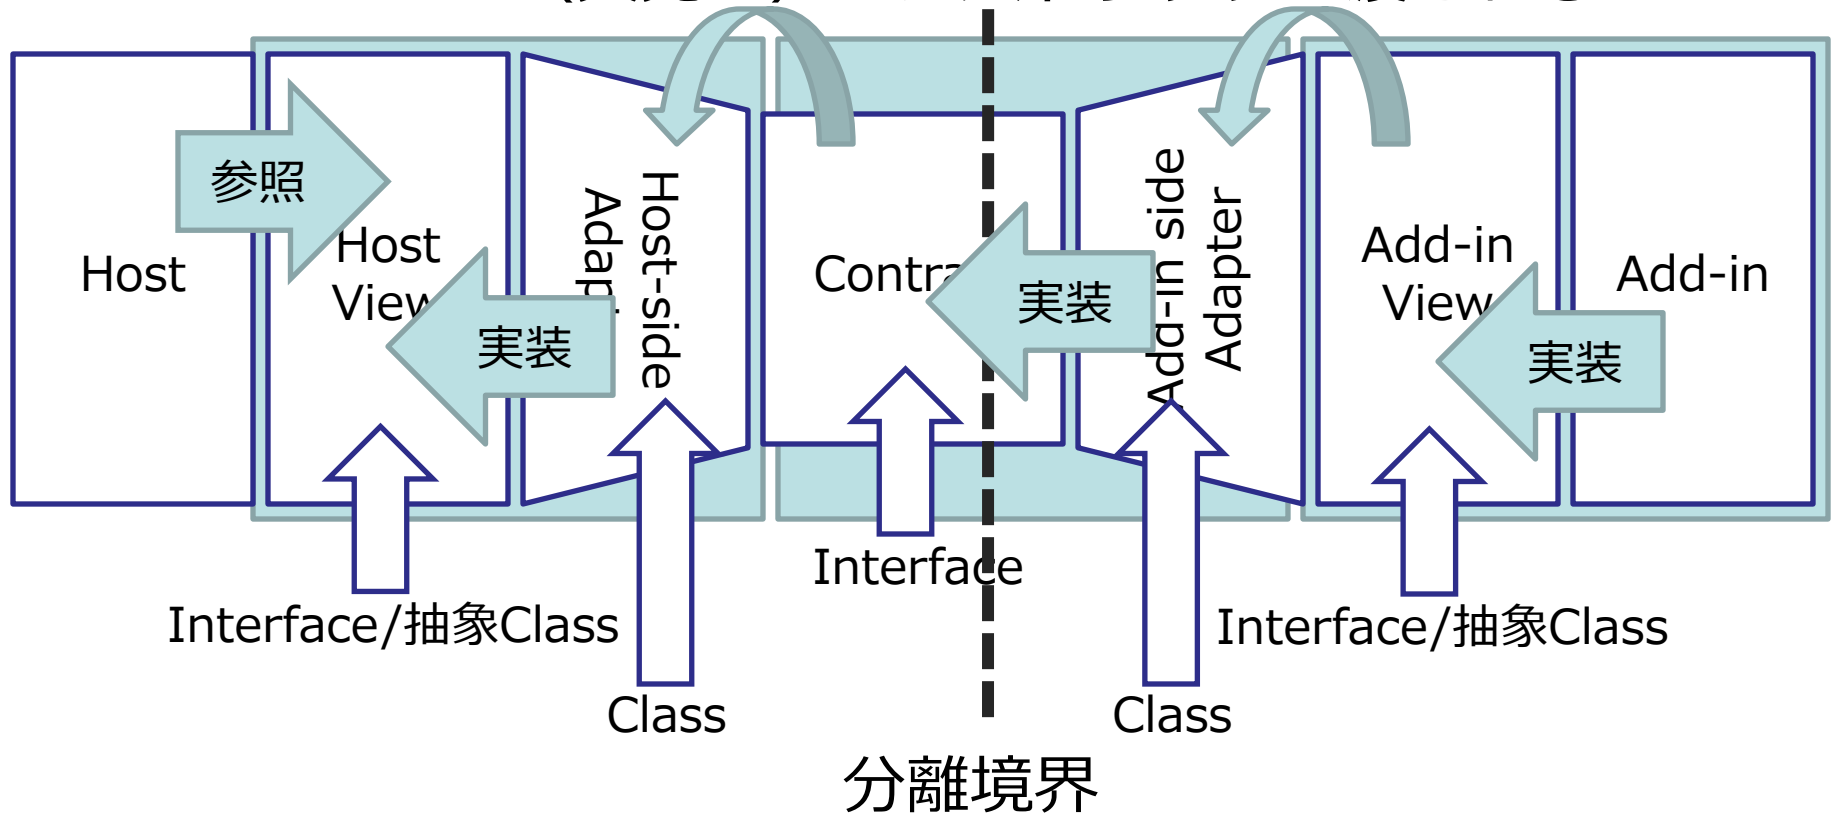 参照
Host
Host
View
実装
Host-side
Interface/抽象Class
Class
Interface
実装
Add-in side
Adapter
Class
Add-in
View
実装
Add-in
Interface/抽象Class
分離境界